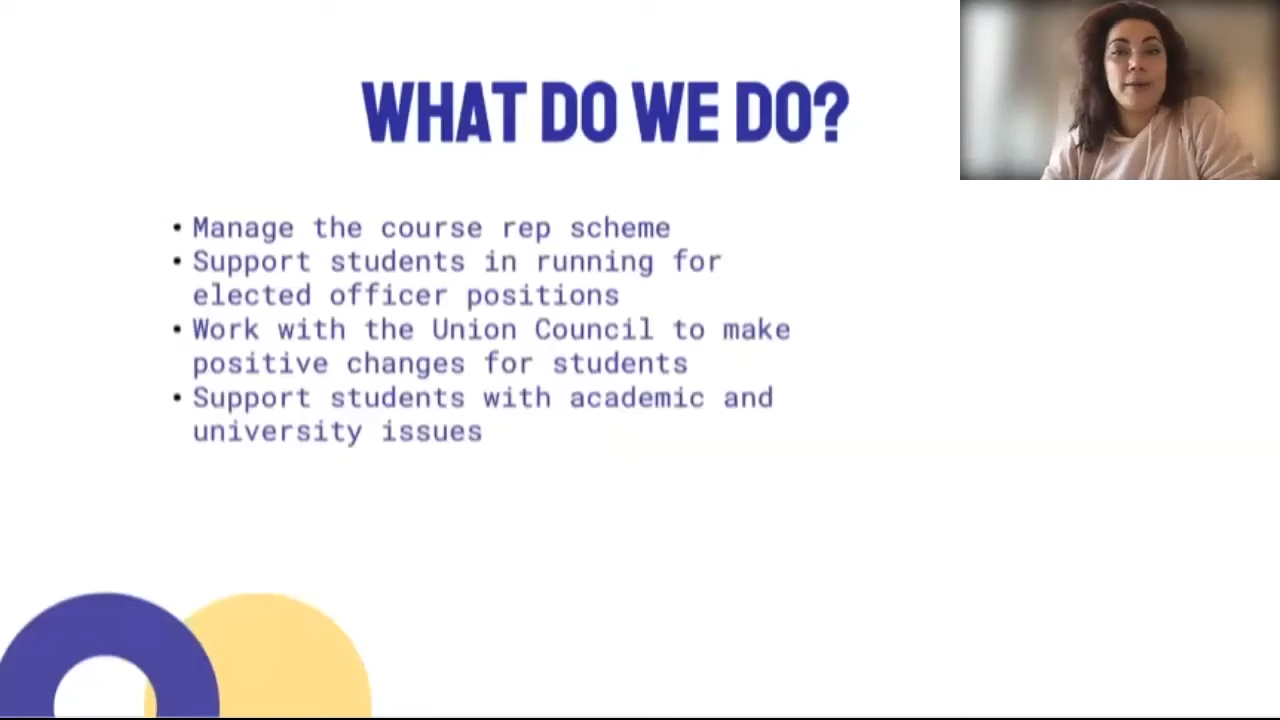 WHAT DO WE DO?
• Manage the course rep scheme
• Support students in running for
elected officer positions
• Work with the Union Council to make
positive changes for students
• Support students with academic and
university issues